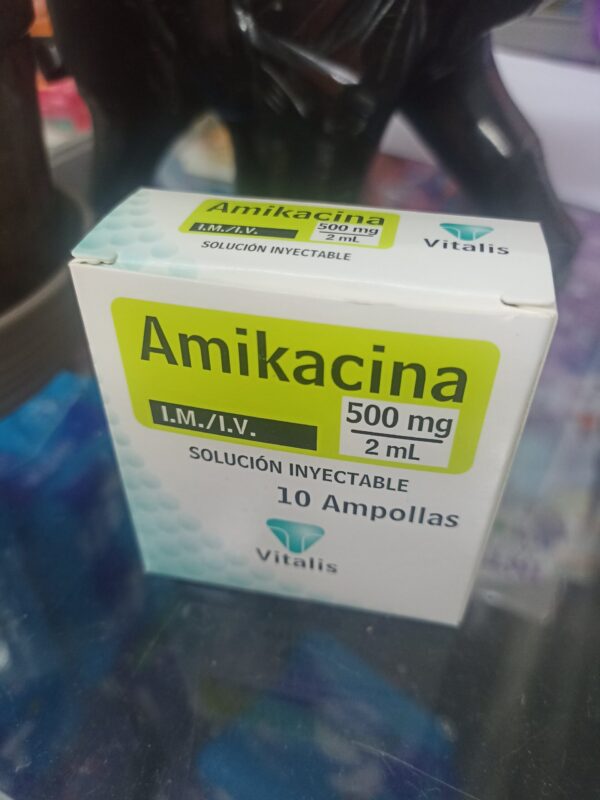 Amikacina
I.M./I.V.
500 mg
2 mL
SOLUCIÓN INYECTABLE
Vitalis
Amikacina
I.M./I.V.
500 mg
2 mL
SOLUCIÓN INYECTABLE
10 Ampollas
Vitalis